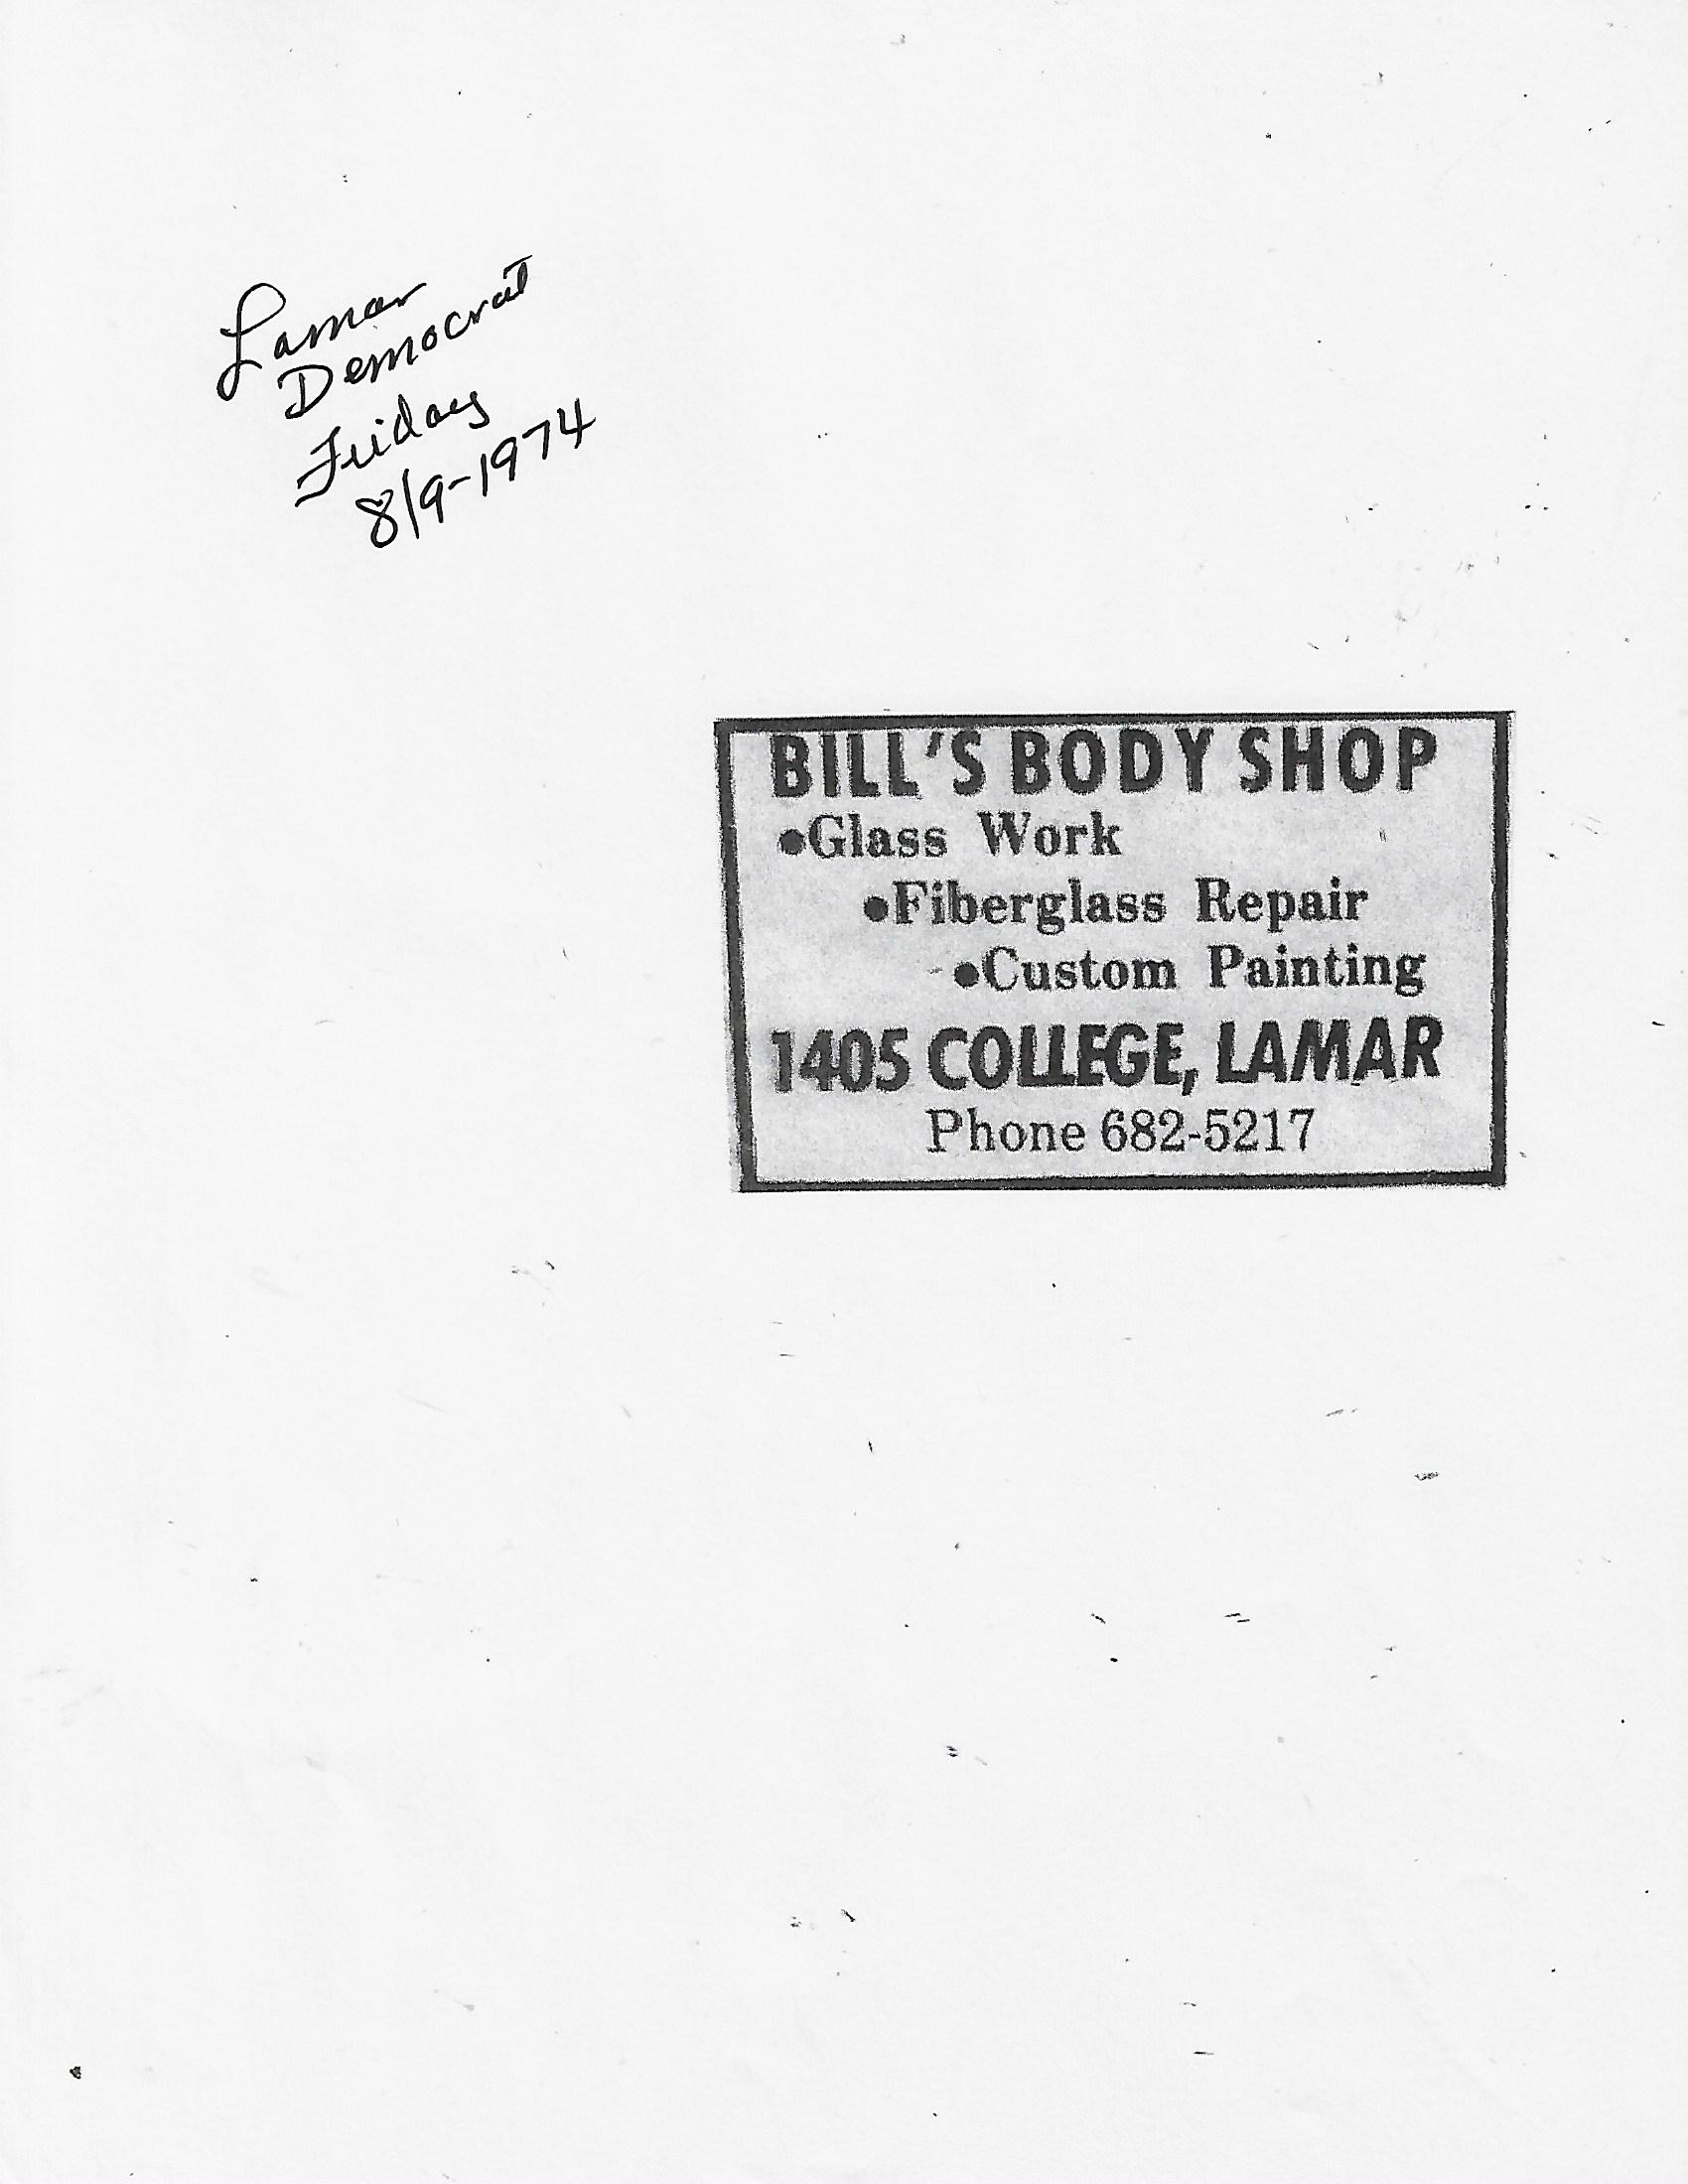 Lamar
Democrat
Friday
8/9-1974
BILL'S BODY SHOP
•Glass Work
•Fiberglass Repair
•Custom Painting
1405 COLLEGE, LAMAR
Phone 682-5217